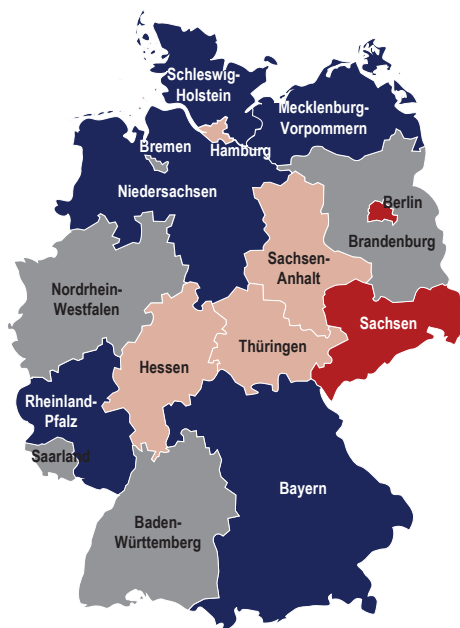 Schleswig-
Holstein
Mecklenburg-
Vorpommern
Bremen
Hamburg
Niedersachsen
Berlin
Brandenburg
Sachsen-
Anhalt
Nordrhein-
Westfalen
Sachsen
Thüringen
Hessen
Rheinland-
Pfalz
Saarland
Bayern
Baden-
Württemberg